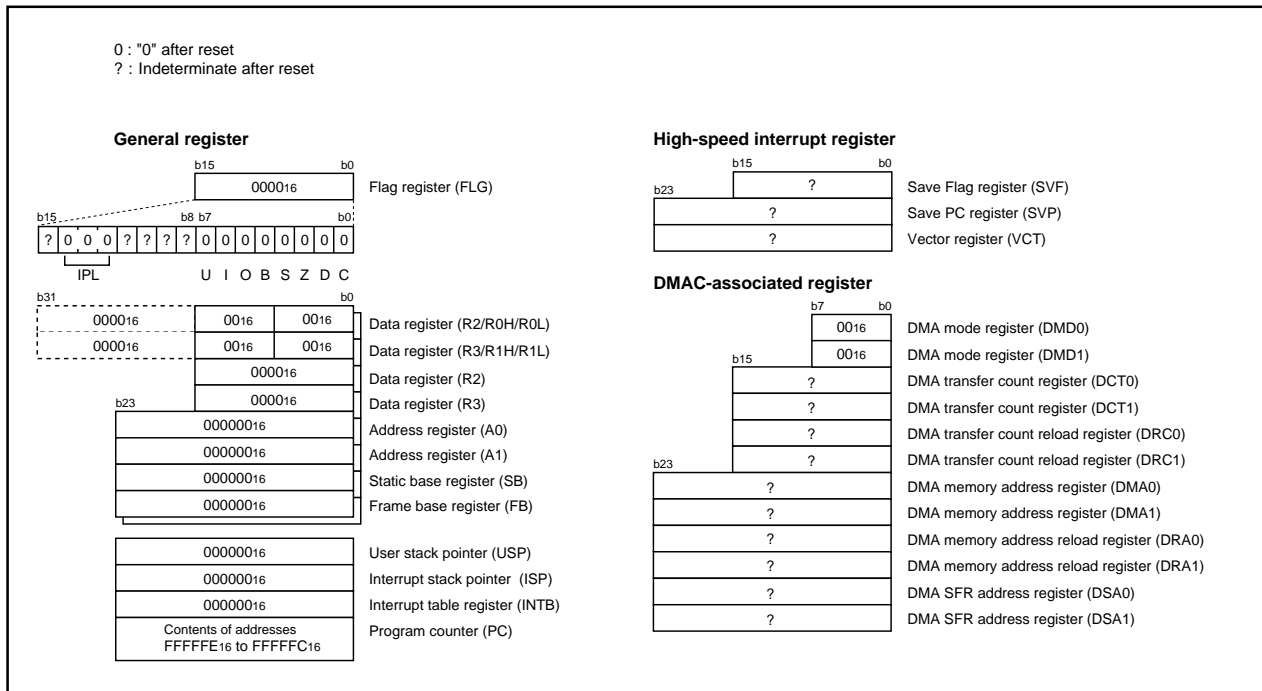 0 : "0" after reset
? : Indeterminate after reset
General register
b15 b0
000016 Flag register (FLG)
b15 b8 b7 b0
? 0 0 0 ? ? ? ? 0 0 0 0 0 0 0 0
IPL U I O B S Z D C
b31 b0
000016 0016 0016 Data register (R2/R0H/R0L)
000016 0016 0016 Data register (R3/R1H/R1L)
000016 Data register (R2)
b23 000016 Data register (R3)
00000016 Address register (A0)
00000016 Address register (A1)
00000016 Static base register (SB)
00000016 Frame base register (FB)
00000016 User stack pointer (USP)
00000016 Interrupt stack pointer (ISP)
00000016 Interrupt table register (INTB)
Contents of addresses Program counter (PC)
FFFFFE16 to FFFFFC16
High-speed interrupt register
b15 b0
b23 ? Save Flag register (SVF)
? Save PC register (SVP)
? Vector register (VCT)
DMAC-associated register
b7 b0
0016 DMA mode register (DMD0)
b15 0016 DMA mode register (DMD1)
? DMA transfer count register (DCT0)
? DMA transfer count register (DCT1)
? DMA transfer count reload register (DRC0)
b23 ? DMA transfer count reload register (DRC1)
? DMA memory address register (DMA0)
? DMA memory address register (DMA1)
? DMA memory address reload register (DRA0)
? DMA memory address reload register (DRA1)
? DMA SFR address register (DSA0)
? DMA SFR address register (DSA1)